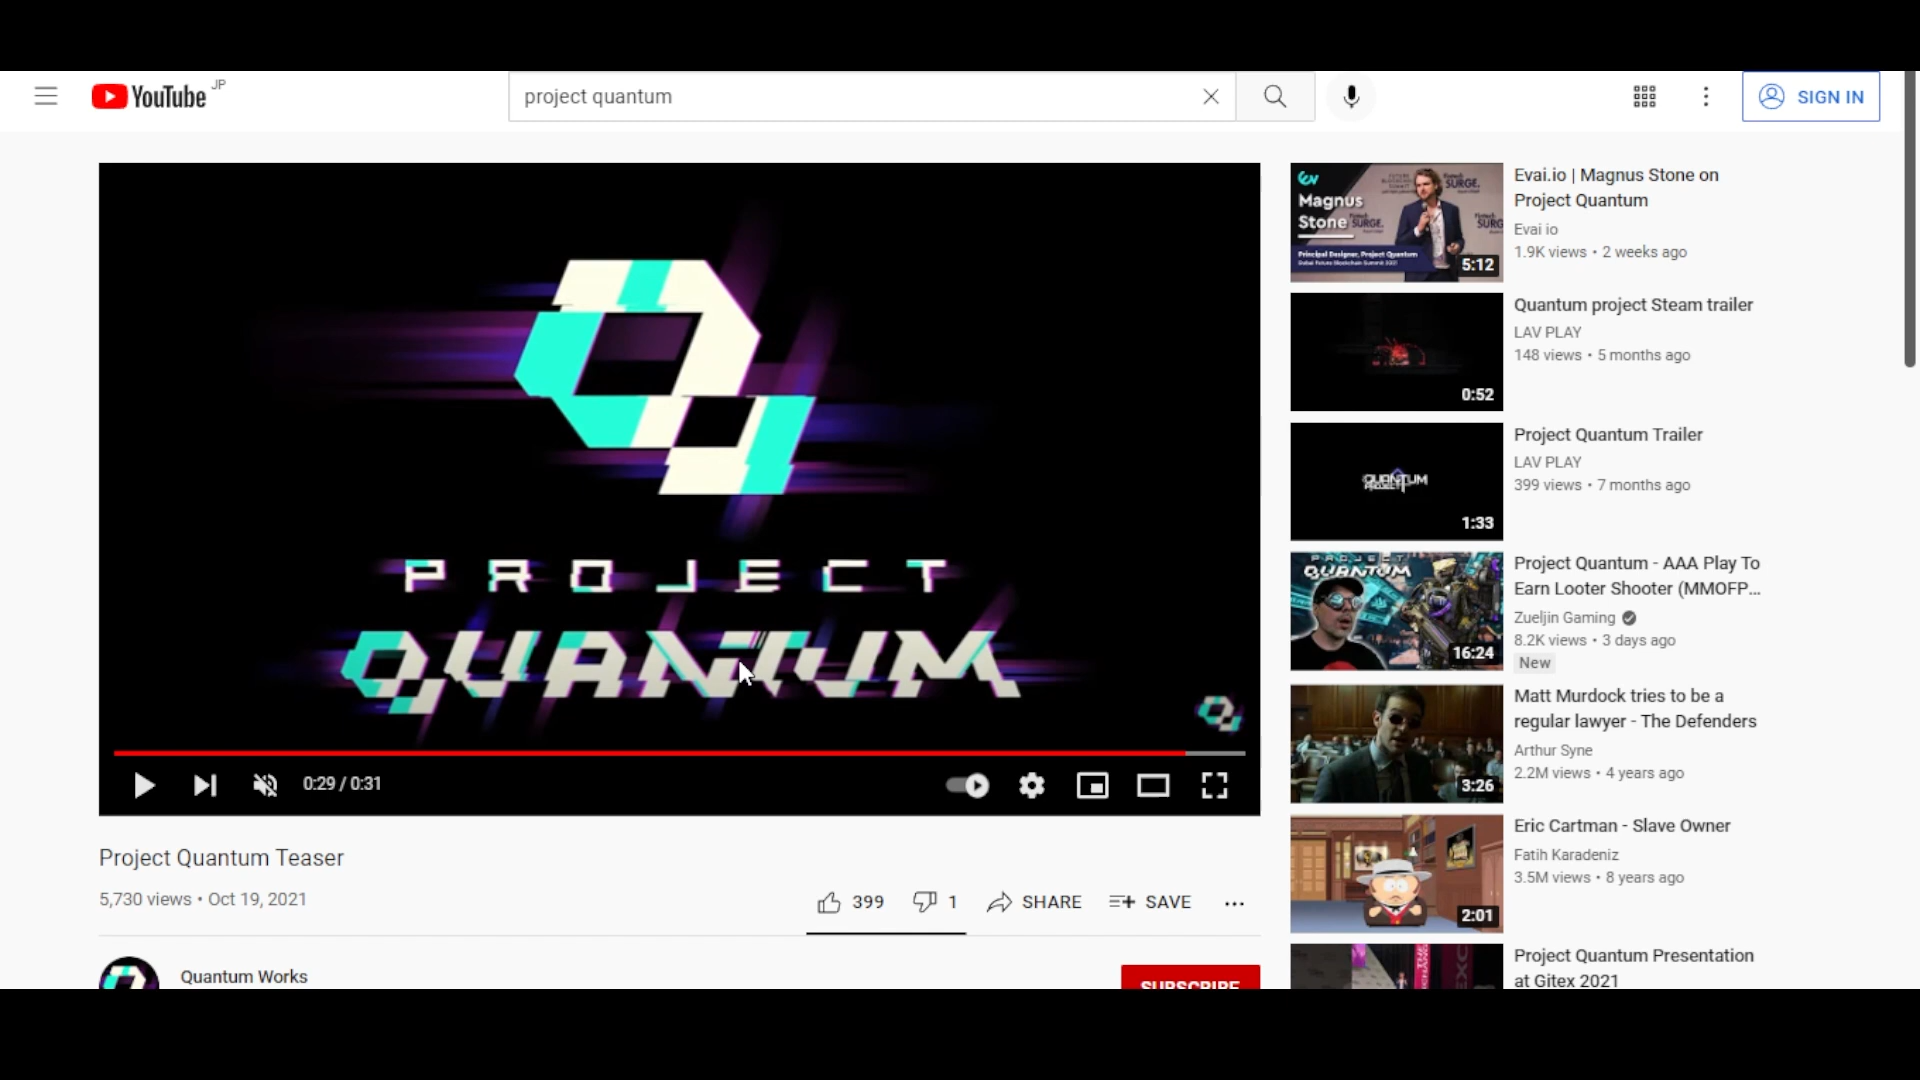 YouTube JP
project quantum
SIGN IN
PROJECT
QUANTUM
0:29 / 0:31
Project Quantum Teaser
5,730 views • Oct 19, 2021
399
1
SHARE
SAVE
Quantum Works
SUBSCRIBE
Magnus
Stone
SURGE.
Principal Designer, Project Quantum
5:12
Evai.io | Magnus Stone on
Project Quantum
Evai io
1.9K views • 2 weeks ago
0:52
Quantum project Steam trailer
LAV PLAY
148 views • 5 months ago
QUANTUM
1:33
Project Quantum Trailer
LAV PLAY
399 views • 7 months ago
PROJECT
QUANTUM
16:24
Project Quantum - AAA Play To
Earn Looter Shooter (MMOFP...
Zueljin Gaming
8.2K views • 3 days ago
New
3:26
Matt Murdock tries to be a
regular lawyer - The Defenders
Arthur Syne
2.2M views • 4 years ago
2:01
Eric Cartman - Slave Owner
Fatih Karadeniz
3.5M views • 8 years ago
Project Quantum Presentation
at Gitex 2021